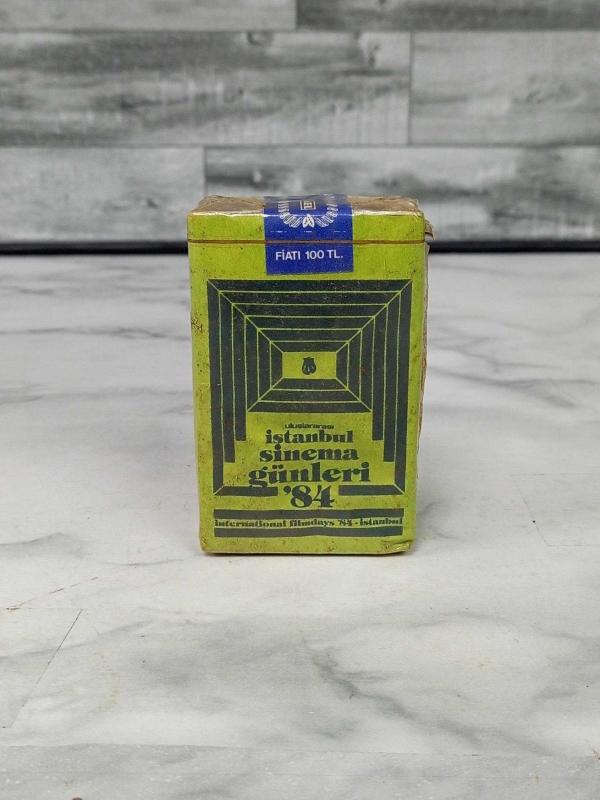 FİATI 100 TL.
uluslararası
istanbul
sinema
günleri
'84
international filmdays '84 - istanbul